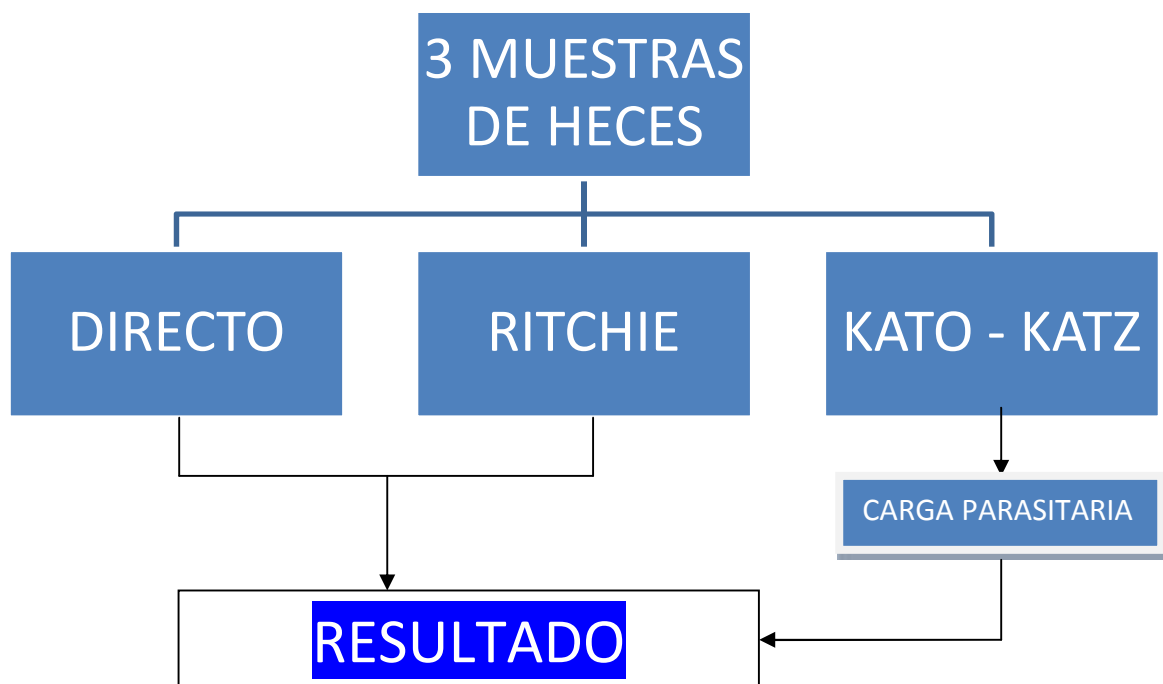 3 MUESTRAS
DE HECES
DIRECTO
RITCHIE
KATO - KATZ
CARGA PARASITARIA
RESULTADO